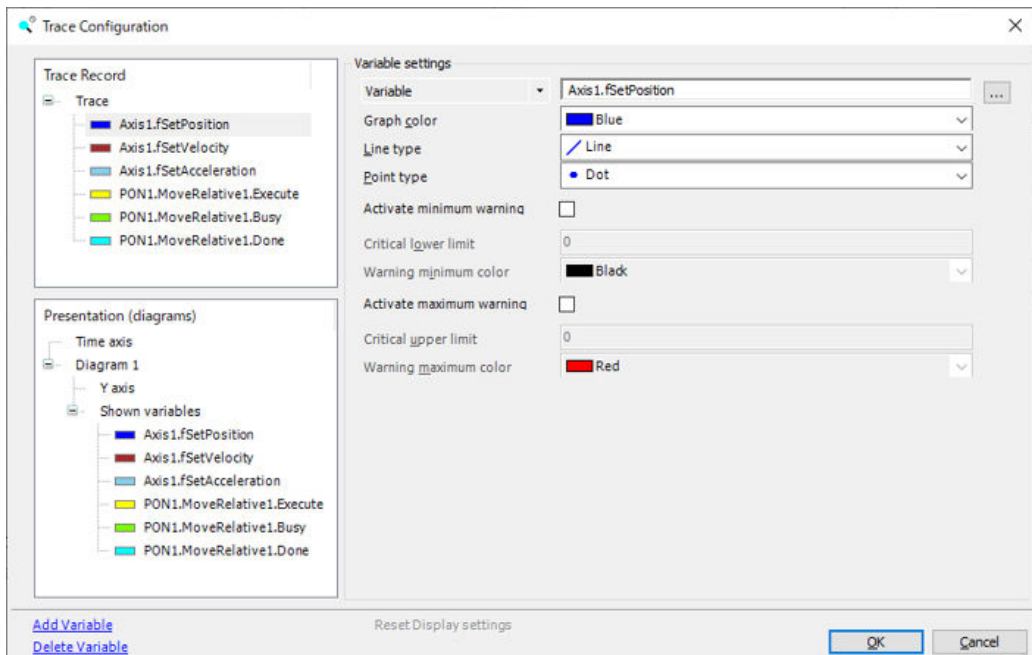 Trace Configuration
Trace Record
Trace
Axis1.fSetPosition
Axis1.fSetVelocity
Axis1.fSetAcceleration
PON1.MoveRelative1.Execute
PON1.MoveRelative1.Busy
PON1.MoveRelative1.Done
Presentation (diagrams)
Time axis
Diagram 1
Y axis
Shown variables
Axis1.fSetPosition
Axis1.fSetVelocity
Axis1.fSetAcceleration
PON1.MoveRelative1.Execute
PON1.MoveRelative1.Busy
PON1.MoveRelative1.Done
Variable settings
Variable Axis1.fSetPosition ...
Graph color Blue
Line type Line
Point type Dot
Activate minimum warning
Critical lower limit 0
Warning minimum color Black
Activate maximum warning
Critical upper limit 0
Warning maximum color Red
Add Variable
Delete Variable
Reset Display settings
OK Cancel